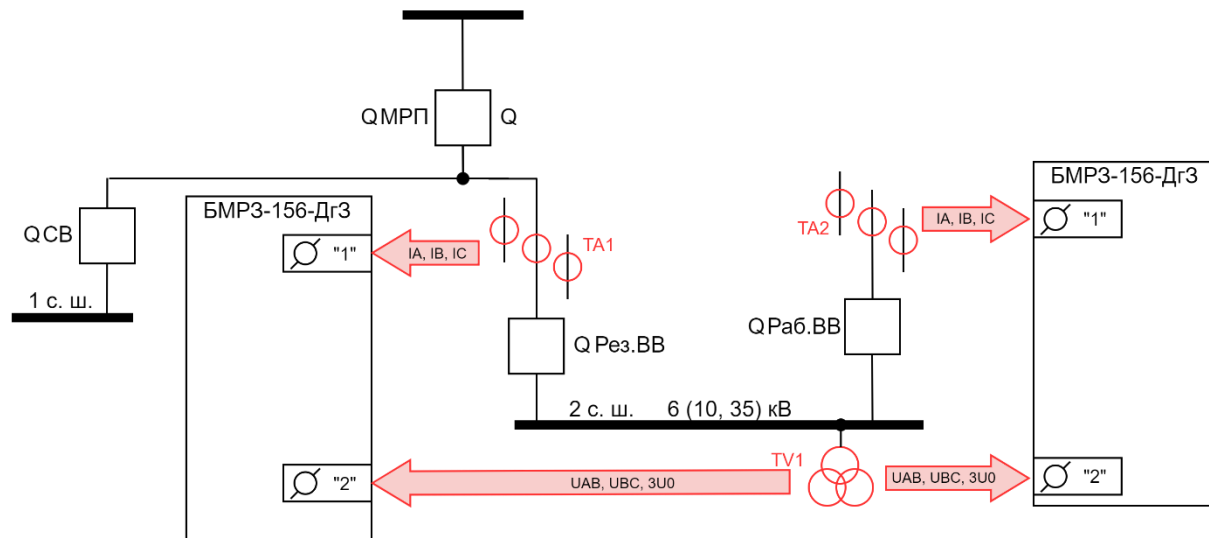 QМРП
Q
БМРЗ-156-ДгЗ
БМРЗ-156-ДгЗ
QСВ
"1"
IA, IB, IC
TA1
TA2
IA, IB, IC
"1"
1 с. ш.
QРез.ВВ
QРаб.ВВ
2 с. ш. 6 (10, 35) кВ
"2"
UAB, UBC, 3U0
TV1
UAB, UBC, 3U0
"2"